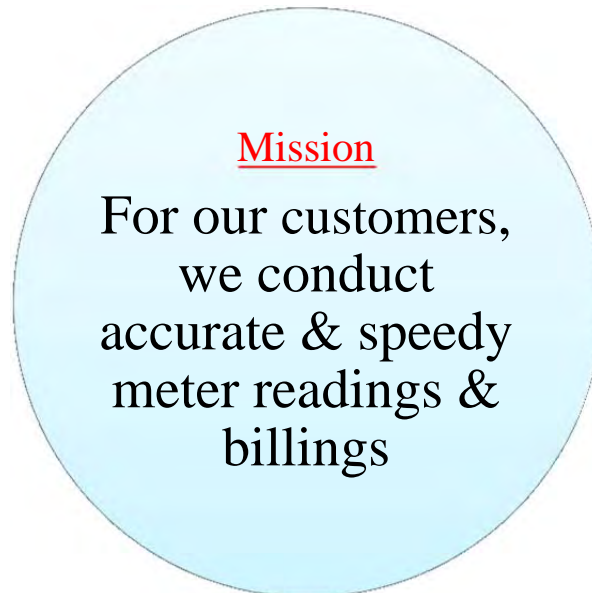 Mission
For our customers,
we conduct
accurate & speedy
meter readings &
billings